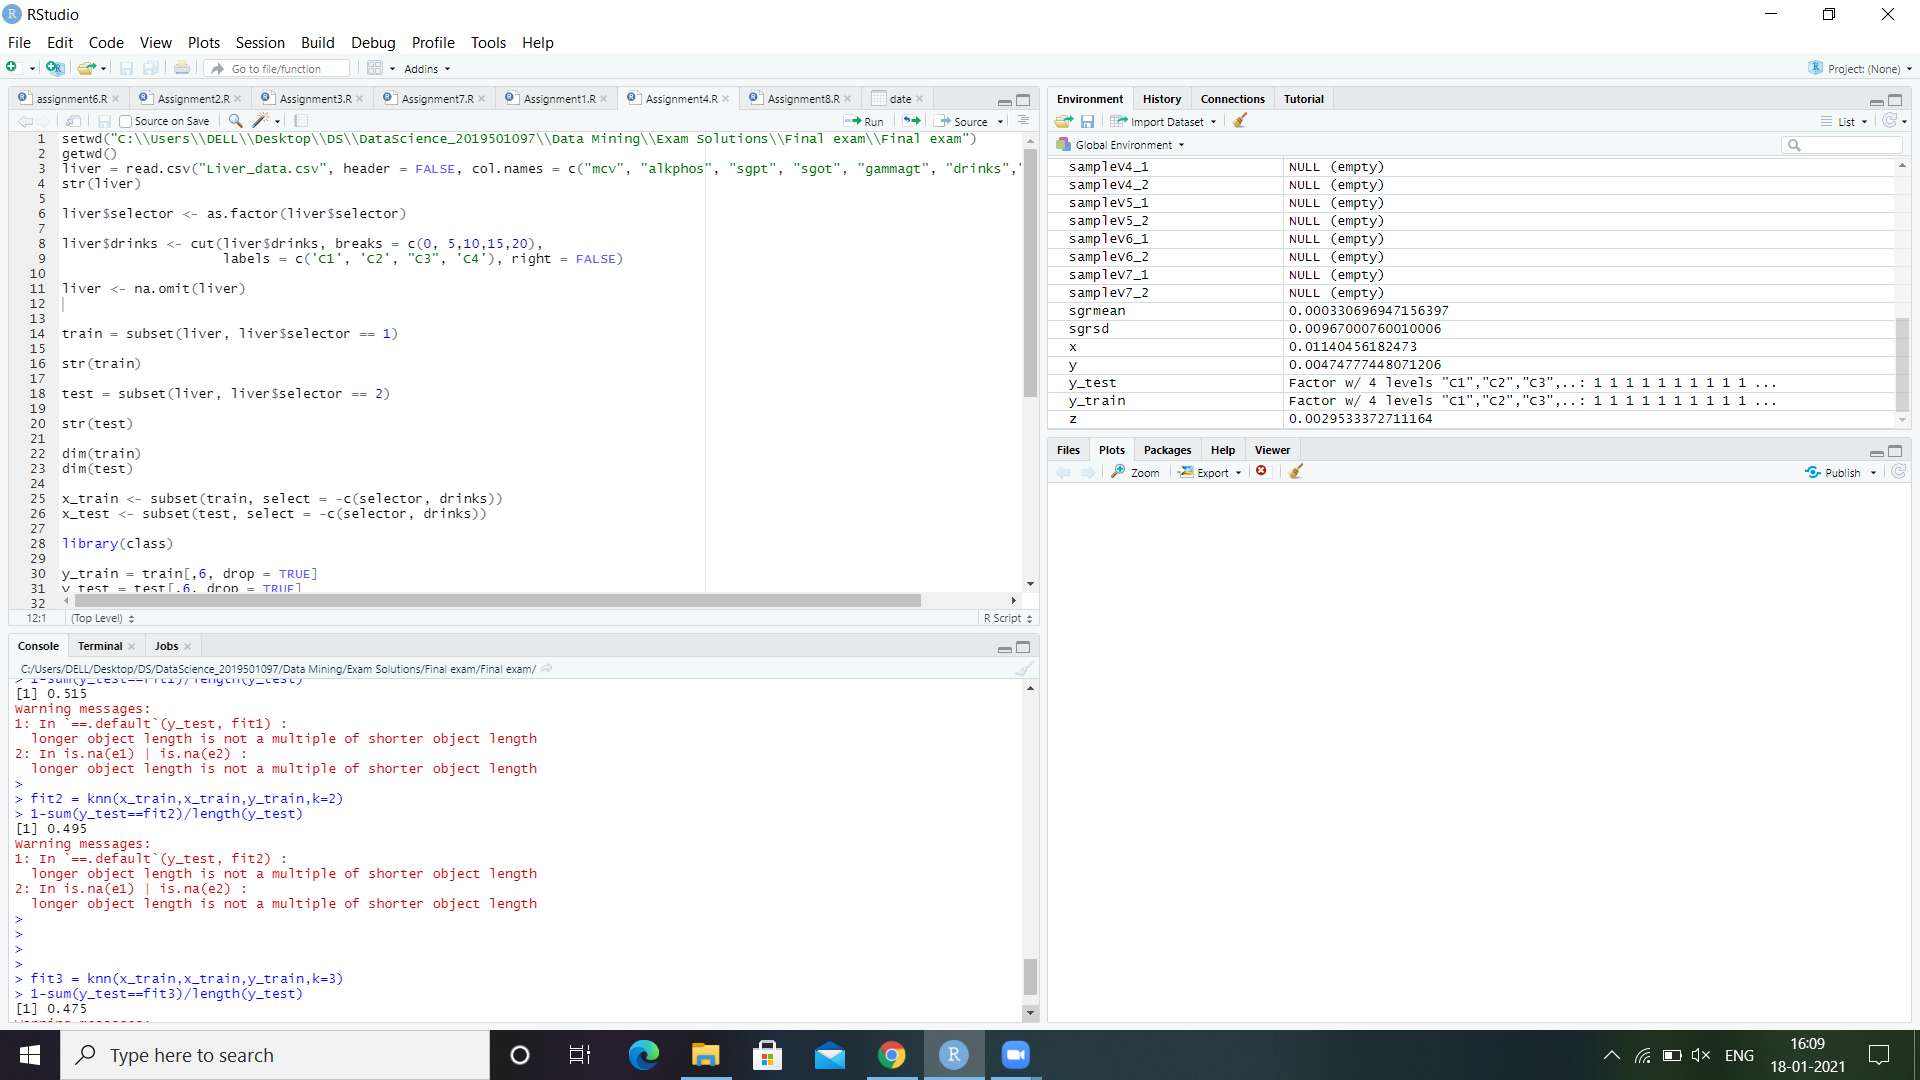 RStudio
File Edit Code View Plots Session Build Debug Profile Tools Help
Go to file/function Addins Project: (None)
assignment6.R Assignment2.R Assignment3.R Assignment7.R Assignment1.R Assignment4.R Assignment8.R date
Source on Save Run Source
1 setwd("C:\\Users\\DELL\\Desktop\\DS\\DataScience_2019501097\\Data Mining\\Exam Solutions\\Final exam\\Final exam")
2 getwd()
3 liver = read.csv("Liver_data.csv", header = FALSE, col.names = c("mcv", "alkphos", "sgpt", "sgot", "gammagt", "drinks",
4 str(liver)
5
6 liver$selector <- as.factor(liver$selector)
7
8 liver$drinks <- cut(liver$drinks, breaks = c(0, 5,10,15,20),
9 labels = c('C1', 'C2', "C3", 'C4'), right = FALSE)
10
11 liver <- na.omit(liver)
12
13
14 train = subset(liver, liver$selector == 1)
15
16 str(train)
17
18 test = subset(liver, liver$selector == 2)
19
20 str(test)
21
22 dim(train)
23 dim(test)
24
25 x_train <- subset(train, select = -c(selector, drinks))
26 x_test <- subset(test, select = -c(selector, drinks))
27
28 library(class)
29
30 y_train = train[,6, drop = TRUE]
31 y_test = test[,6, drop = TRUE]
32
12:1 (Top Level) R Script
Console Terminal Jobs
C:/Users/DELL/Desktop/DS/DataScience_2019501097/Data Mining/Exam Solutions/Final exam/Final exam/
> 1-sum(y_test==fit1)/length(y_test)
[1] 0.515
Warning messages:
1: In `==.default`(y_test, fit1) :
longer object length is not a multiple of shorter object length
2: In is.na(e1) | is.na(e2) :
longer object length is not a multiple of shorter object length
>
> fit2 = knn(x_train,x_train,y_train,k=2)
> 1-sum(y_test==fit2)/length(y_test)
[1] 0.495
Warning messages:
1: In `==.default`(y_test, fit2) :
longer object length is not a multiple of shorter object length
2: In is.na(e1) | is.na(e2) :
longer object length is not a multiple of shorter object length
>
>
>
>
> fit3 = knn(x_train,x_train,y_train,k=3)
> 1-sum(y_test==fit3)/length(y_test)
[1] 0.475
Warning messages:
Environment History Connections Tutorial
Import Dataset List
Global Environment
sampleV4_1 NULL (empty)
sampleV4_2 NULL (empty)
sampleV5_1 NULL (empty)
sampleV5_2 NULL (empty)
sampleV6_1 NULL (empty)
sampleV6_2 NULL (empty)
sampleV7_1 NULL (empty)
sampleV7_2 NULL (empty)
sgrmean 0.000330696947156397
sgrsd 0.00967000760010006
x 0.01140456182473
y 0.00474777448071206
y_test Factor w/ 4 levels "C1","C2","C3",..: 1 1 1 1 1 1 1 1 1 1 ...
y_train Factor w/ 4 levels "C1","C2","C3",..: 1 1 1 1 1 1 1 1 1 1 ...
z 0.0029533372711164
Files Plots Packages Help Viewer
Zoom Export Publish
Type here to search
ENG
16:09
18-01-2021